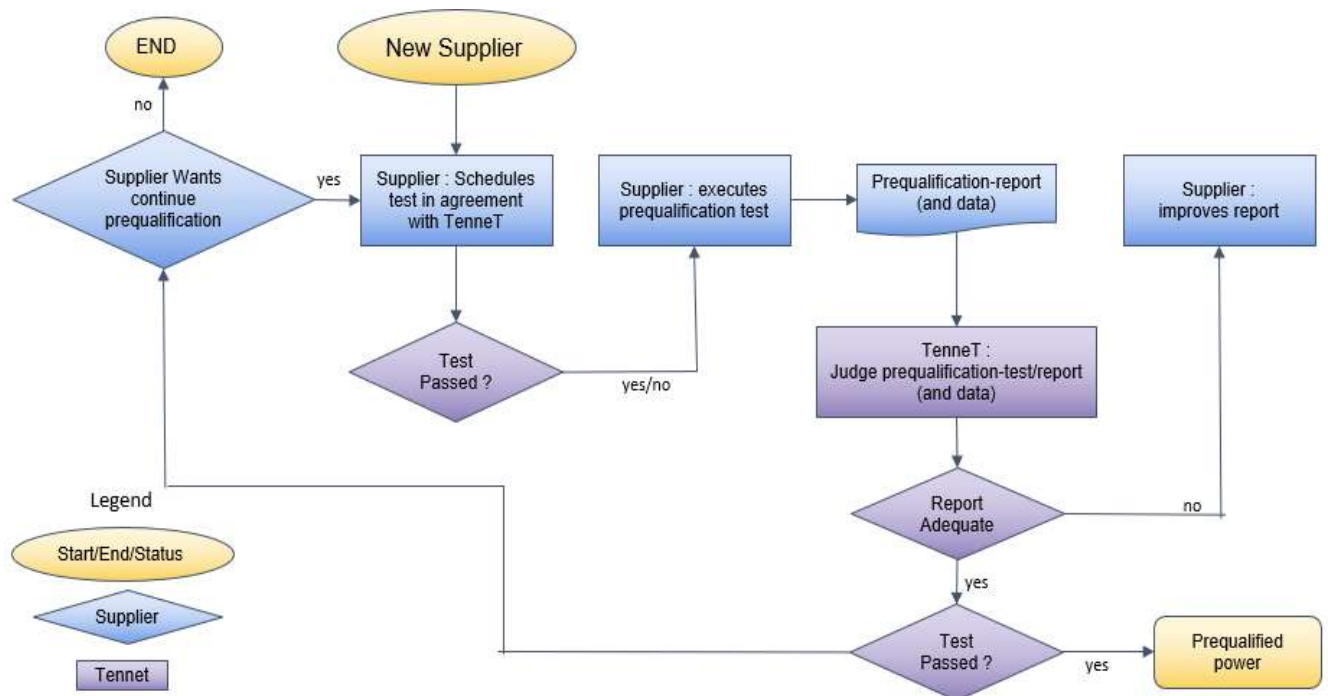 END
New Supplier
no
Supplier Wants
continue
prequalification
yes
Supplier : Schedules
test in agreement
with TenneT
Supplier : executes
prequalification test
Prequalification-report
(and data)
Supplier :
improves report
Test
Passed ?
yes/no
TenneT :
Judge prequalification-test/report
(and data)
Report
Adequate
no
yes
Test
Passed ?
yes
Prequalified
power
Legend
Start/End/Status
Supplier
Tennet